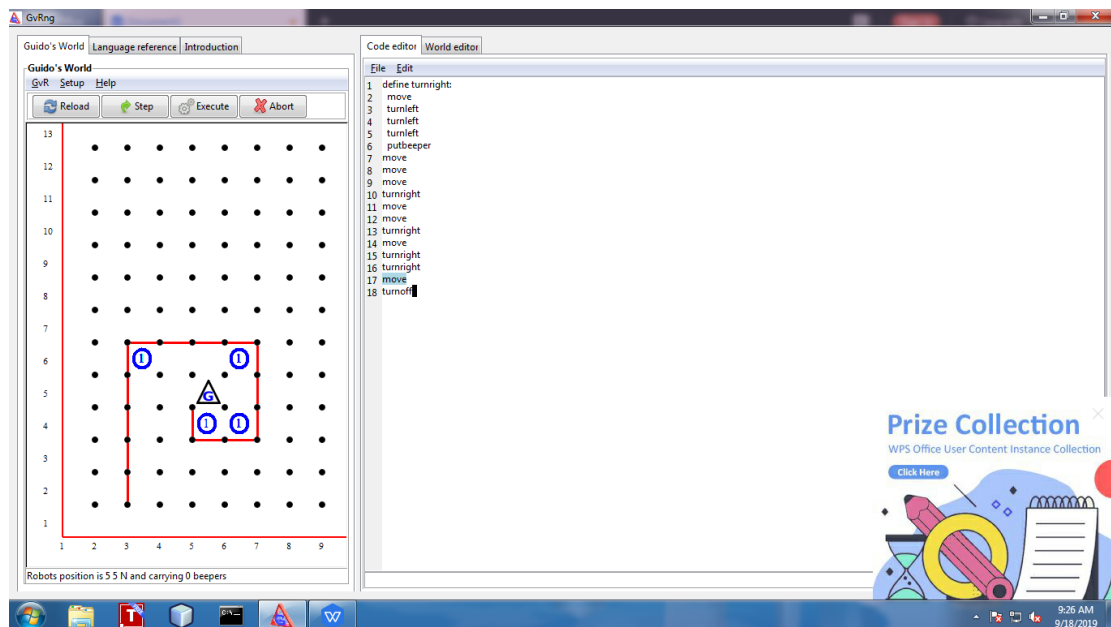 GvRng
Guido's World Language reference Introduction
Guido's World
GvR Setup Help
Reload Step Execute Abort
13
12
11
10
9
8
7
6
5
4
3
2
1
1 1
G
1 1
1 2 3 4 5 6 7 8 9
Robots position is 5 5 N and carrying 0 beepers
Code editor World editor
File Edit
1 define turnright:
2 move
3 turnleft
4 turnleft
5 turnleft
6 putbeeper
7 move
8 move
9 move
10 turnright
11 move
12 move
13 turnright
14 move
15 turnright
16 turnright
17 move
18 turnoff
Prize Collection
WPS Office User Content Instance Collection
Click Here
9:26 AM
9/18/2019